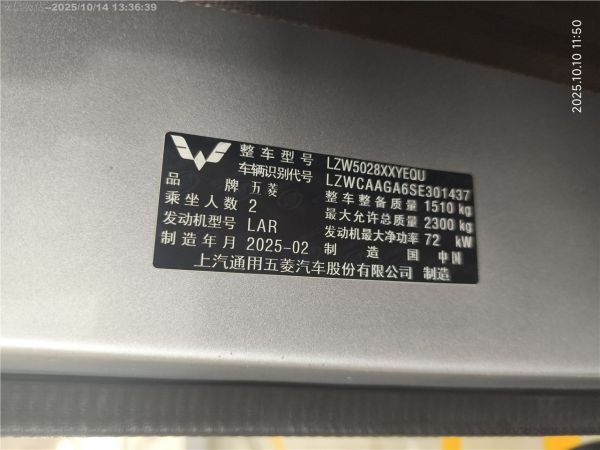 --2025/10/14 13:36:39
2025.10.10 11:50
整车型号 LZW5028XXYEQU
车辆识别代号 LZWCAAGA6SE301437
品牌 五菱 整车整备质量 1510 kg
乘坐人数 2 最大允许总质量 2300 kg
发动机型号 LAR 发动机最大净功率 72 kW
制造年月 2025-02 制造国 中国
上汽通用五菱汽车股份有限公司 制造